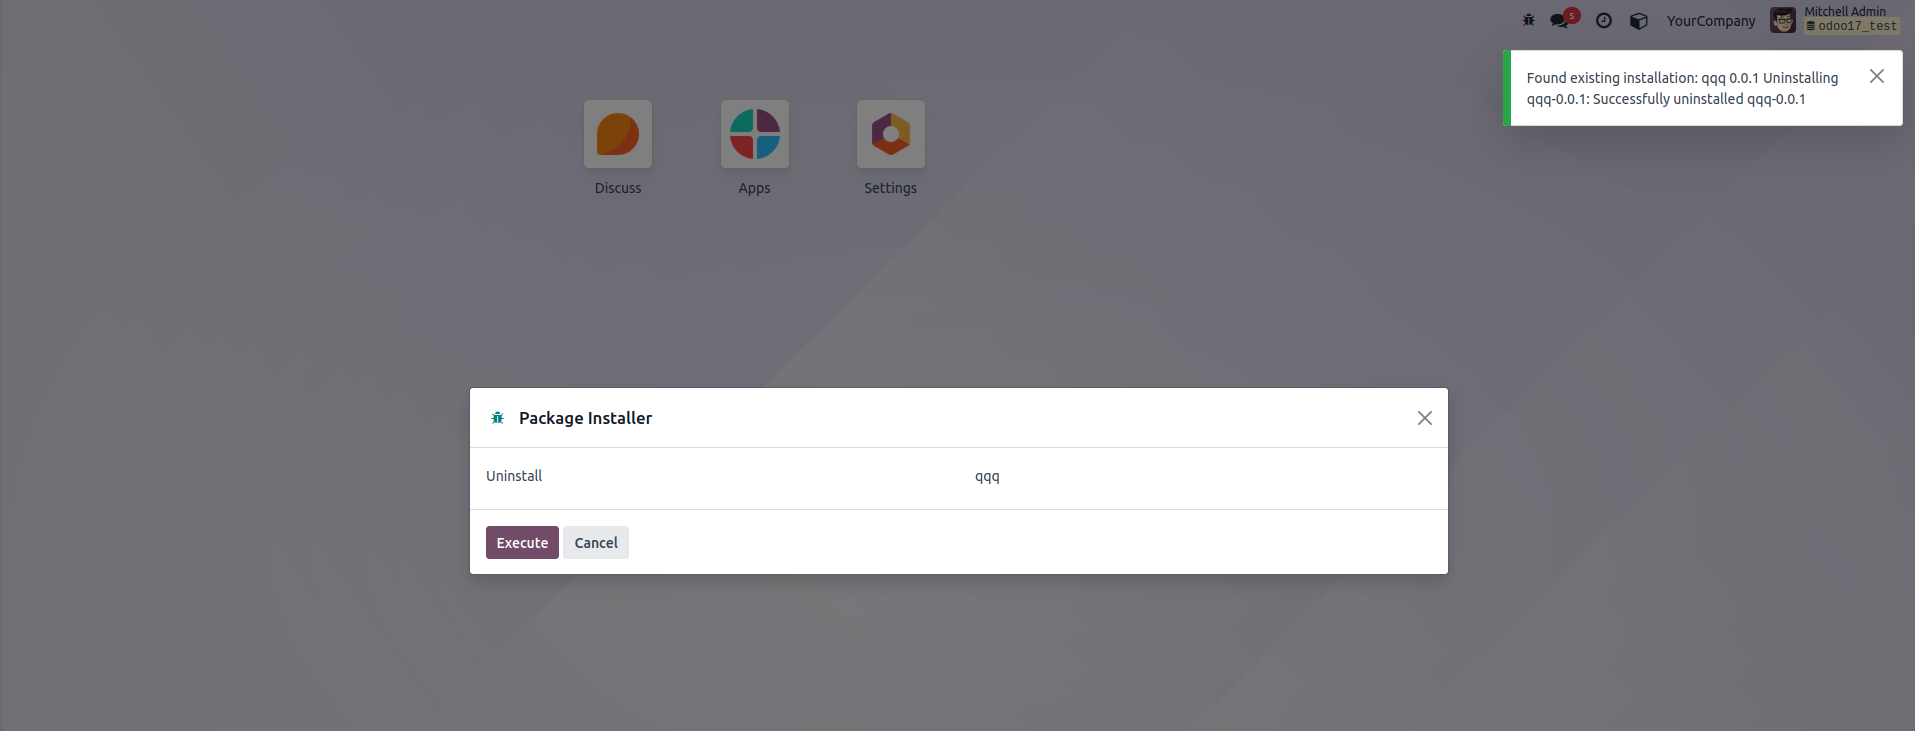 5
YourCompany
Mitchell Admin
odoo17_test
Found existing installation: qqq 0.0.1 Uninstalling
qqq-0.0.1: Successfully uninstalled qqq-0.0.1
Discuss
Apps
Settings
Package Installer
Uninstall
qqq
Execute
Cancel